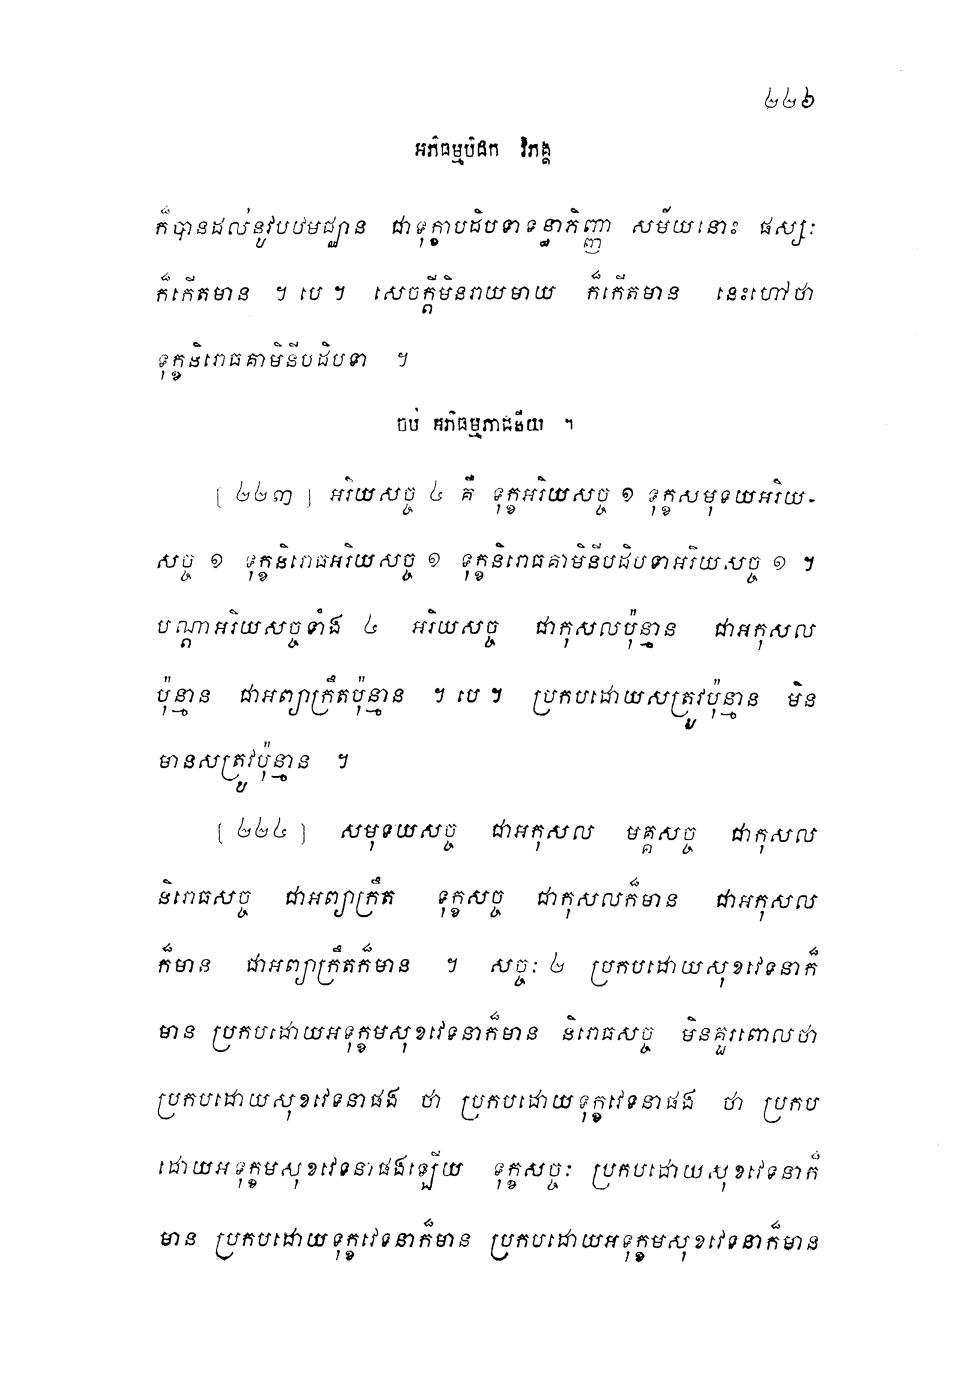 ២២៦
អភិធម្មបិដក វិភង្គ
ក៏បានដល់នូវបឋមជ្ឈាន ជាទុក្ខាបដិបទាទន្ធាភិញ្ញា សម័យនោះ ផស្សៈ
ក៏កើតមាន ។ បេ ។ សេចក្តីមិនរាយមាយ ក៏កើតមាន នេះហៅថា
ទុក្ខនិរោធគាមិនីបដិបទា ។
ចប់ អភិធម្មភាជនីយ ។
[ ២២៣ ] អរិយសច្ច ៤ គឺ ទុក្ខអរិយសច្ច ១ ទុក្ខសមុទយអរិយ-
សច្ច ១ ទុក្ខនិរោធអរិយសច្ច ១ ទុក្ខនិរោធគាមិនីបដិបទាអរិយសច្ច ១ ។
បណ្តាអរិយសច្ចទាំង ៤ អរិយសច្ច ជាកុសលប៉ុន្មាន ជាអកុសល
ប៉ុន្មាន ជាអព្យាក្រឹតប៉ុន្មាន ។ បេ ។ ប្រកបដោយសត្រូវប៉ុន្មាន មិន
មានសត្រូវប៉ុន្មាន ។
[ ២២៤ ] សមុទយសច្ច ជាអកុសល មគ្គសច្ច ជាកុសល
និរោធសច្ច ជាអព្យាក្រឹត ទុក្ខសច្ច ជាកុសលក៏មាន ជាអកុសល
ក៏មាន ជាអព្យាក្រឹតក៏មាន ។ សច្ចៈ ២ ប្រកបដោយសុខវេទនាក៏
មាន ប្រកបដោយអទុក្ខមសុខវេទនាក៏មាន និរោធសច្ច មិនគួរពោលថា
ប្រកបដោយសុខវេទនាផង ថា ប្រកបដោយទុក្ខវេទនាផង ថា ប្រកប
ដោយអទុក្ខមសុខវេទនាផងឡើយ ទុក្ខសច្ចៈ ប្រកបដោយសុខវេទនាក៏
មាន ប្រកបដោយទុក្ខវេទនាក៏មាន ប្រកបដោយអទុក្ខមសុខវេទនាក៏មាន